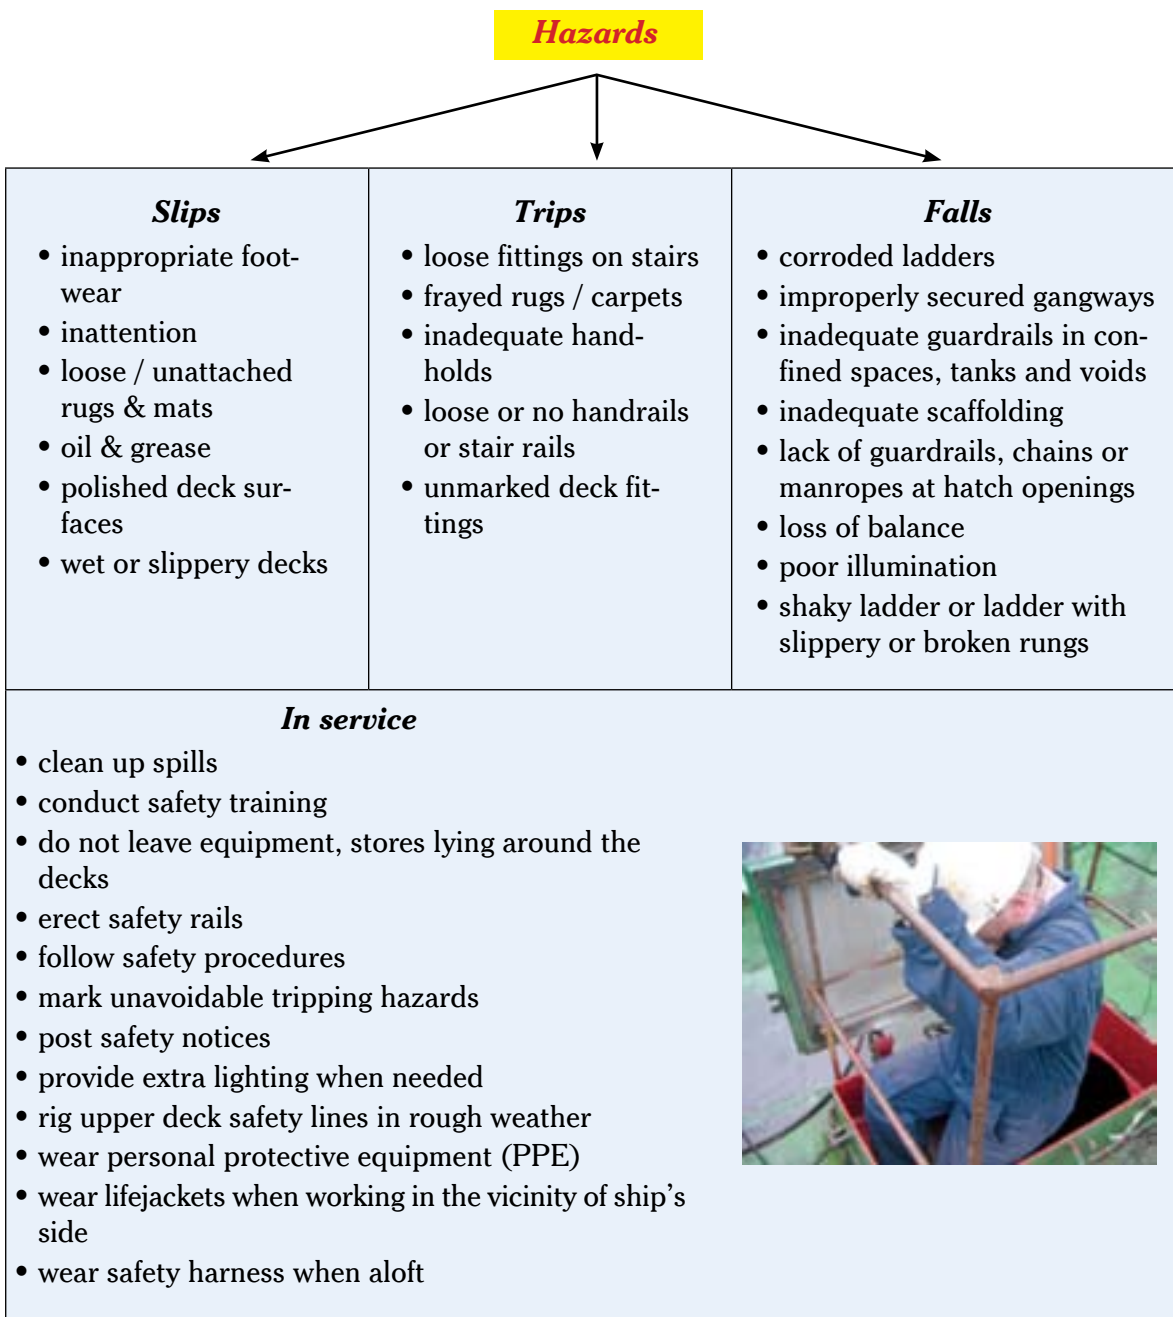 Hazards
Slips
• inappropriate foot-
wear
• inattention
• loose / unattached
rugs & mats
• oil & grease
• polished deck sur-
faces
• wet or slippery decks
Trips
• loose fittings on stairs
• frayed rugs / carpets
• inadequate hand-
holds
• loose or no handrails
or stair rails
• unmarked deck fit-
tings
Falls
• corroded ladders
• improperly secured gangways
• inadequate guardrails in con-
fined spaces, tanks and voids
• inadequate scaffolding
• lack of guardrails, chains or
manropes at hatch openings
• loss of balance
• poor illumination
• shaky ladder or ladder with
slippery or broken rungs
In service
• clean up spills
• conduct safety training
• do not leave equipment, stores lying around the
decks
• erect safety rails
• follow safety procedures
• mark unavoidable tripping hazards
• post safety notices
• provide extra lighting when needed
• rig upper deck safety lines in rough weather
• wear personal protective equipment (PPE)
• wear lifejackets when working in the vicinity of ship's
side
• wear safety harness when aloft